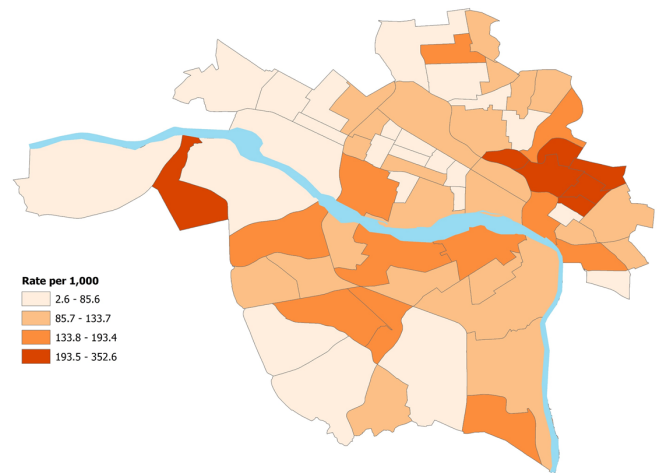 Rate per 1,000
2.6 - 85.6
85.7 - 133.7
133.8 - 193.4
193.5 - 352.6